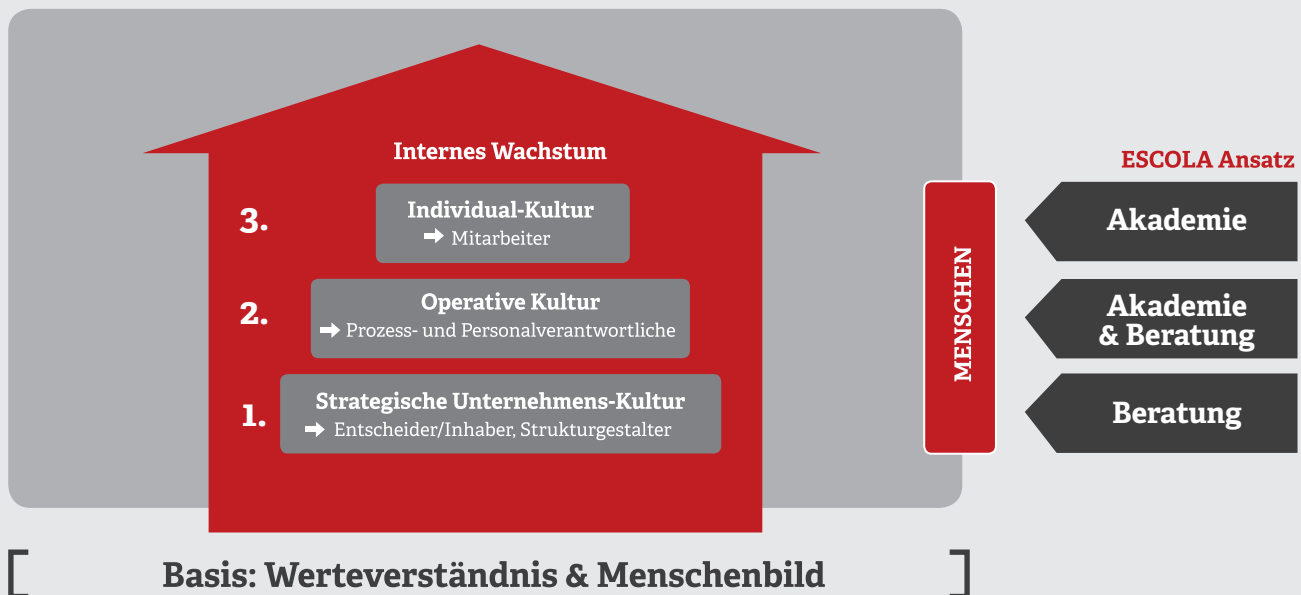 Internes Wachstum
ESCOLA Ansatz
3.
Individual-Kultur
➡ Mitarbeiter
Akademie
2.
Operative Kultur
➡ Prozess- und Personalverantwortliche
Akademie
& Beratung
MENSCHEN
1.
Strategische Unternehmens-Kultur
➡ Entscheider/Inhaber, Strukturgestalter
Beratung
[ Basis: Werteverständnis & Menschenbild ]